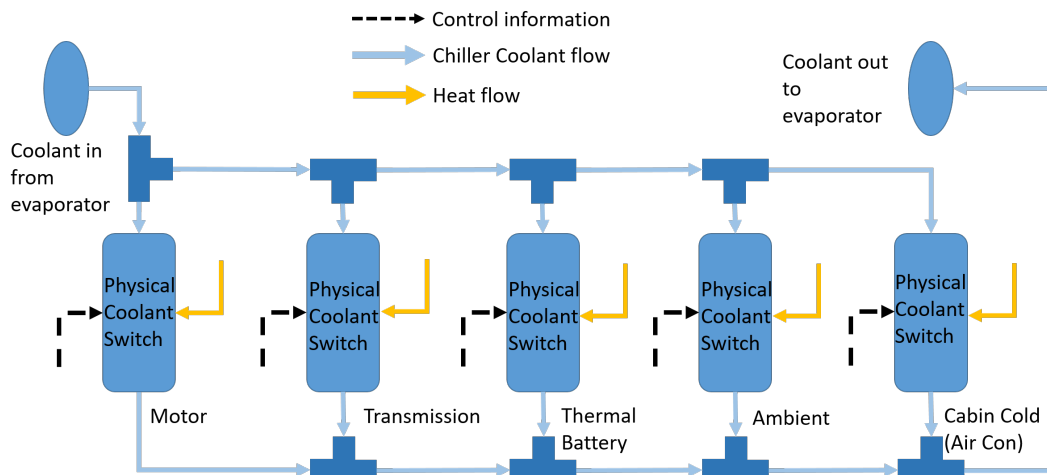 Control information
Chiller Coolant flow
Heat flow
Coolant in
from
evaporator
Coolant out
to
evaporator
Physical
Coolant
Switch
Physical
Coolant
Switch
Physical
Coolant
Switch
Physical
Coolant
Switch
Physical
Coolant
Switch
Motor
Transmission
Thermal
Battery
Ambient
Cabin Cold
(Air Con)